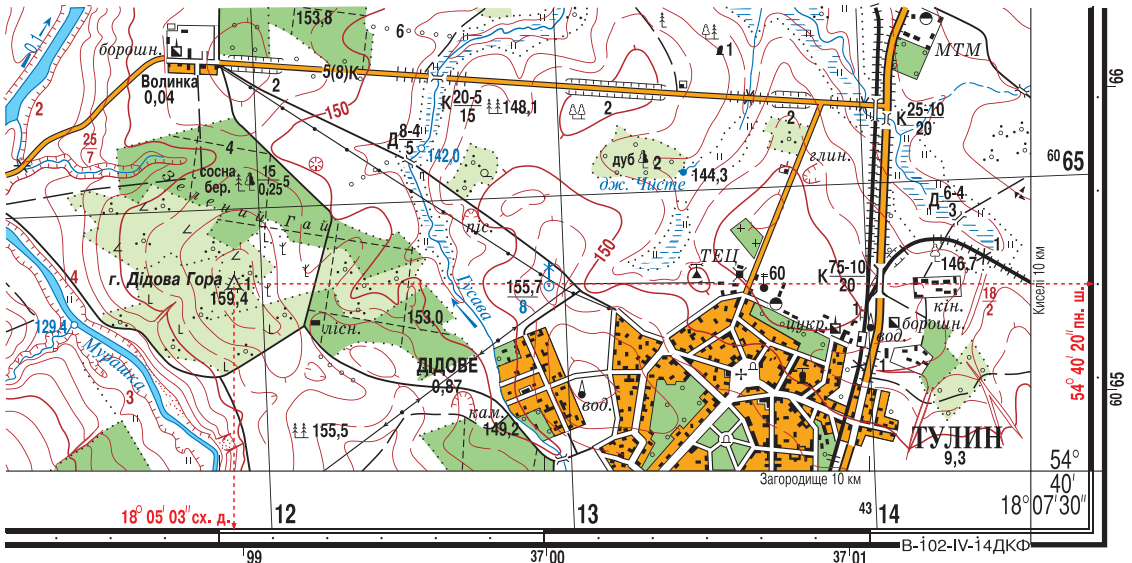 153,8
6
1
МТМ
0,1
борошн.
Волинка
0,04
5(8)К
2
150
К 20-5
15
148,1
2
2
К 25-10
20
66
2
25
7
Д 8-4
5
142,0
4
сосна
бер.
15
0,25
5
Зелений Гай
дуб
2
144,3
дж. Чисте
глин.
60 65
Д 6-4
3
піс.
150
ТЕЦ
60
К 75-10
20
146,7
1
4
г. Дідова Гора
1
159,4
Гусава
155,7
8
153,0
лісн.
129,4
Мурашка
3
ДІДОВЕ
0,87
цукр.
вод.
борошн.
кін.
18
2
Киселі 10 км
54° 40' 20" пн. ш.
60 65
вод.
кам.
149,2
155,5
ТУЛИН
9,3
Загородище 10 км
54°
40'
18°07'30"
18° 05' 03" сх. д.
12
13
43 14
99
37'00
37'01
В-102-IV-14ДКФ